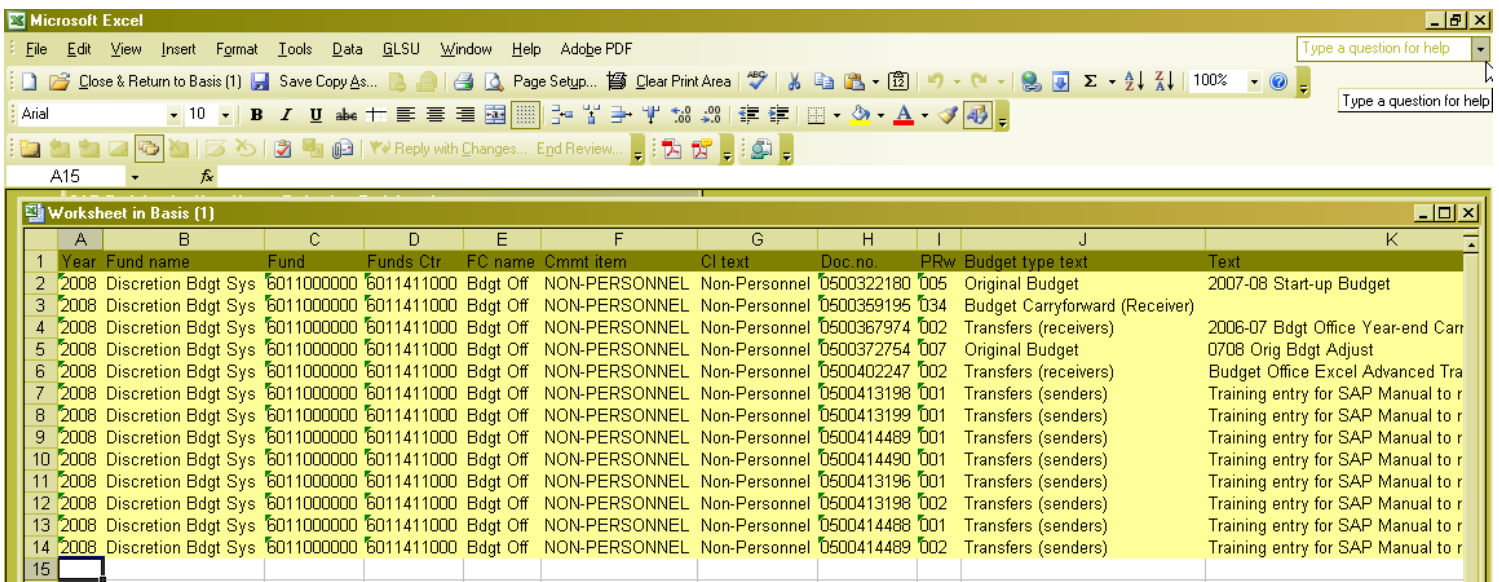 Microsoft Excel
File Edit View Insert Format Tools Data GLSU Window Help Adobe PDF Type a question for help
Close & Return to Basis (1) Save Copy As... Page Setup... Clear Print Area 100%
Type a question for help
Arial 10 B I U abc
Reply with Changes... End Review...
A15 fx
Worksheet in Basis (1)
A B C D E F G H I J K
1 Year Fund name Fund Funds Ctr FC name Cmmt item CI text Doc.no. PRw Budget type text Text
2 2008 Discretion Bdgt Sys 6011000000 6011411000 Bdgt Off NON-PERSONNEL Non-Personnel 0500322180 005 Original Budget 2007-08 Start-up Budget
3 2008 Discretion Bdgt Sys 6011000000 6011411000 Bdgt Off NON-PERSONNEL Non-Personnel 0500359195 034 Budget Carryforward (Receiver)
4 2008 Discretion Bdgt Sys 6011000000 6011411000 Bdgt Off NON-PERSONNEL Non-Personnel 0500367974 002 Transfers (receivers) 2006-07 Bdgt Office Year-end Carr
5 2008 Discretion Bdgt Sys 6011000000 6011411000 Bdgt Off NON-PERSONNEL Non-Personnel 0500372754 007 Original Budget 0708 Orig Bdgt Adjust
6 2008 Discretion Bdgt Sys 6011000000 6011411000 Bdgt Off NON-PERSONNEL Non-Personnel 0500402247 002 Transfers (receivers) Budget Office Excel Advanced Tra
7 2008 Discretion Bdgt Sys 6011000000 6011411000 Bdgt Off NON-PERSONNEL Non-Personnel 0500413198 001 Transfers (senders) Training entry for SAP Manual to r
8 2008 Discretion Bdgt Sys 6011000000 6011411000 Bdgt Off NON-PERSONNEL Non-Personnel 0500413199 001 Transfers (senders) Training entry for SAP Manual to r
9 2008 Discretion Bdgt Sys 6011000000 6011411000 Bdgt Off NON-PERSONNEL Non-Personnel 0500414489 001 Transfers (senders) Training entry for SAP Manual to r
10 2008 Discretion Bdgt Sys 6011000000 6011411000 Bdgt Off NON-PERSONNEL Non-Personnel 0500414490 001 Transfers (senders) Training entry for SAP Manual to r
11 2008 Discretion Bdgt Sys 6011000000 6011411000 Bdgt Off NON-PERSONNEL Non-Personnel 0500413196 001 Transfers (senders) Training entry for SAP Manual to r
12 2008 Discretion Bdgt Sys 6011000000 6011411000 Bdgt Off NON-PERSONNEL Non-Personnel 0500413198 002 Transfers (senders) Training entry for SAP Manual to r
13 2008 Discretion Bdgt Sys 6011000000 6011411000 Bdgt Off NON-PERSONNEL Non-Personnel 0500414488 001 Transfers (senders) Training entry for SAP Manual to r
14 2008 Discretion Bdgt Sys 6011000000 6011411000 Bdgt Off NON-PERSONNEL Non-Personnel 0500414489 002 Transfers (senders) Training entry for SAP Manual to r
15